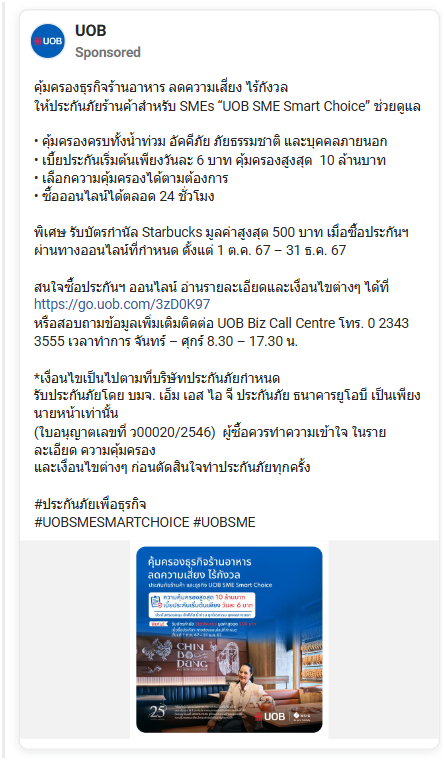 UOB
UOB
Sponsored
คุ้มครองธุรกิจร้านอาหาร ลดความเสี่ยง ไร้กังวล
ให้ประกันภัยร้านค้าสำหรับ SMEs “UOB SME Smart Choice” ช่วยดูแล
• คุ้มครองครบทั้งน้ำท่วม อัคคีภัย ภัยธรรมชาติ และบุคคลภายนอก
• เบี้ยประกันเริ่มต้นเพียงวันละ 6 บาท คุ้มครองสูงสุด 10 ล้านบาท
• เลือกความคุ้มครองได้ตามต้องการ
• ซื้อออนไลน์ได้ตลอด 24 ชั่วโมง
พิเศษ รับบัตรกำนัล Starbucks มูลค่าสูงสุด 500 บาท เมื่อซื้อประกันฯ
ผ่านทางออนไลน์ที่กำหนด ตั้งแต่ 1 ต.ค. 67 – 31 ธ.ค. 67
สนใจซื้อประกันฯ ออนไลน์ อ่านรายละเอียดและเงื่อนไขต่างๆ ได้ที่
https://go.uob.com/3zD0K97
หรือสอบถามข้อมูลเพิ่มเติมติดต่อ UOB Biz Call Centre โทร. 0 2343
3555 เวลาทำการ จันทร์ – ศุกร์ 8.30 – 17.30 น.
*เงื่อนไขเป็นไปตามที่บริษัทประกันภัยกำหนด
รับประกันภัยโดย บมจ. เอ็ม เอส ไอ จี ประกันภัย ธนาคารยูโอบี เป็นเพียง
นายหน้าเท่านั้น
(ใบอนุญาตเลขที่ ว00020/2546) ผู้ซื้อควรทำความเข้าใจ ในราย
ละเอียด ความคุ้มครอง
และเงื่อนไขต่างๆ ก่อนตัดสินใจทำประกันภัยทุกครั้ง
#ประกันภัยเพื่อธุรกิจ
#UOBSMESMARTCHOICE #UOBSME
คุ้มครองธุรกิจร้านอาหาร
ลดความเสี่ยง ไร้กังวล
ประกันภัยร้านค้า และธุรกิจ UOB SME Smart Choice
ความคุ้มครองสูงสุด 10 ล้านบาท
เบี้ยประกันเริ่มต้นเพียง วันละ 6 บาท
CHIN
BO
DANG
25
UOB